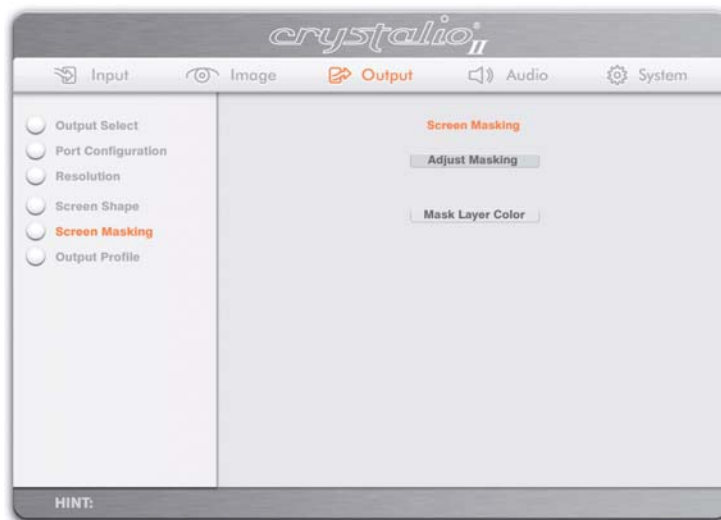 crystalio II
Input Image Output Audio System
Output Select
Port Configuration
Resolution
Screen Shape
Screen Masking
Output Profile
Screen Masking
Adjust Masking
Mask Layer Color
HINT: